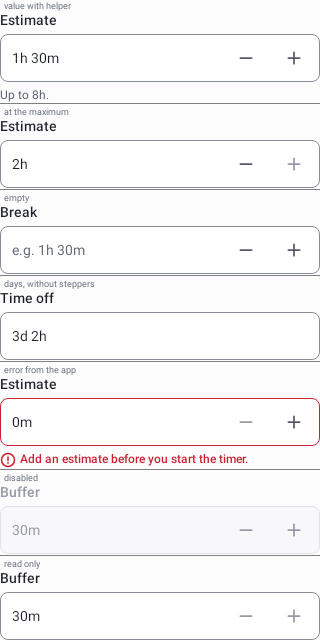 value with helper
Estimate
1h 30m
Up to 8h.
at the maximum
Estimate
2h
empty
Break
e.g. 1h 30m
days, without steppers
Time off
3d 2h
error from the app
Estimate
0m
Add an estimate before you start the timer.
disabled
Buffer
30m
read only
Buffer
30m